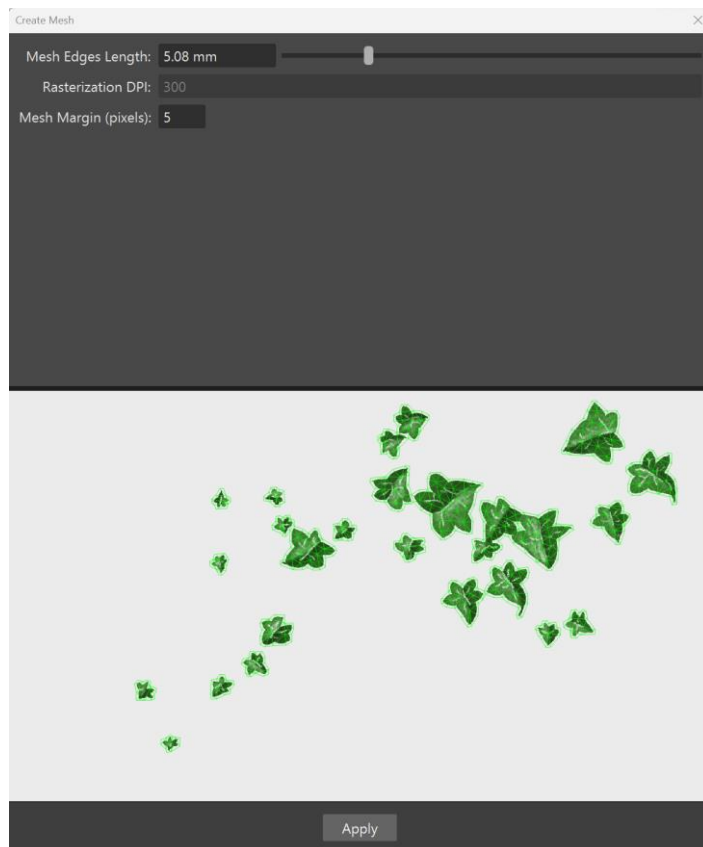 Create Mesh
Mesh Edges Length: 5.08 mm
Rasterization DPI: 300
Mesh Margin (pixels): 5
Apply